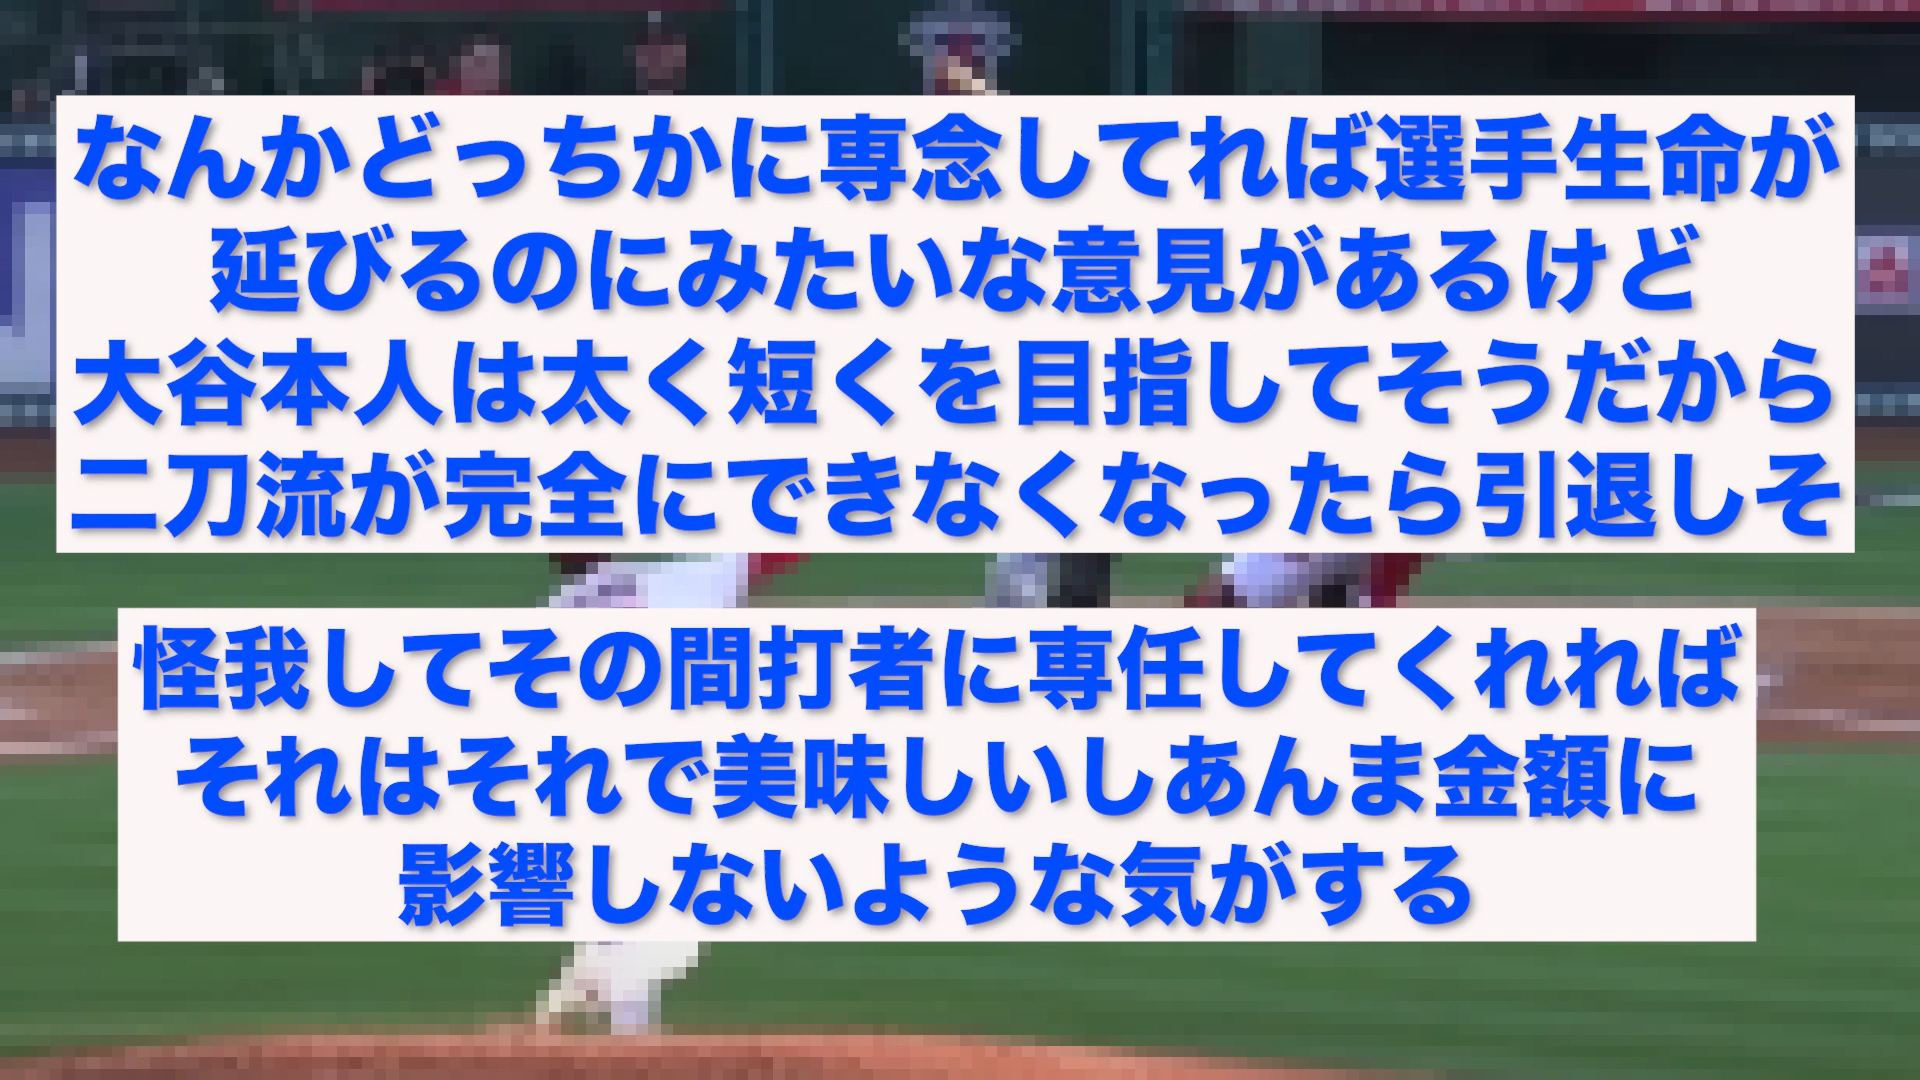 なんかどっちかに専念してれば選手生命が
延びるのにみたいな意見があるけど
大谷本人は太く短くを目指してそうだから
二刀流が完全にできなくなったら引退しそ
怪我してその間打者に専任してくれれば
それはそれで美味しいしあんま金額に
影響しないような気がする